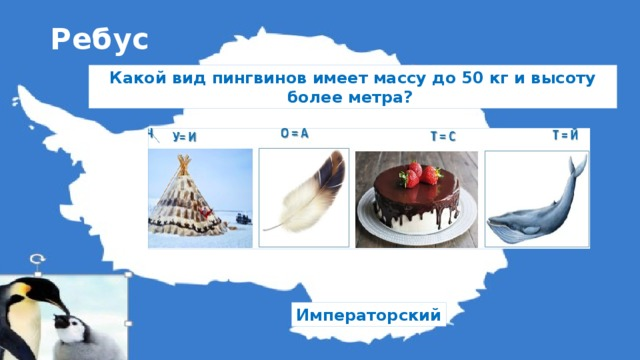 Ребус
Какой вид пингвинов имеет массу до 50 кг и высоту
более метра?
У=И О=А Т=С Т=Й
Императорский